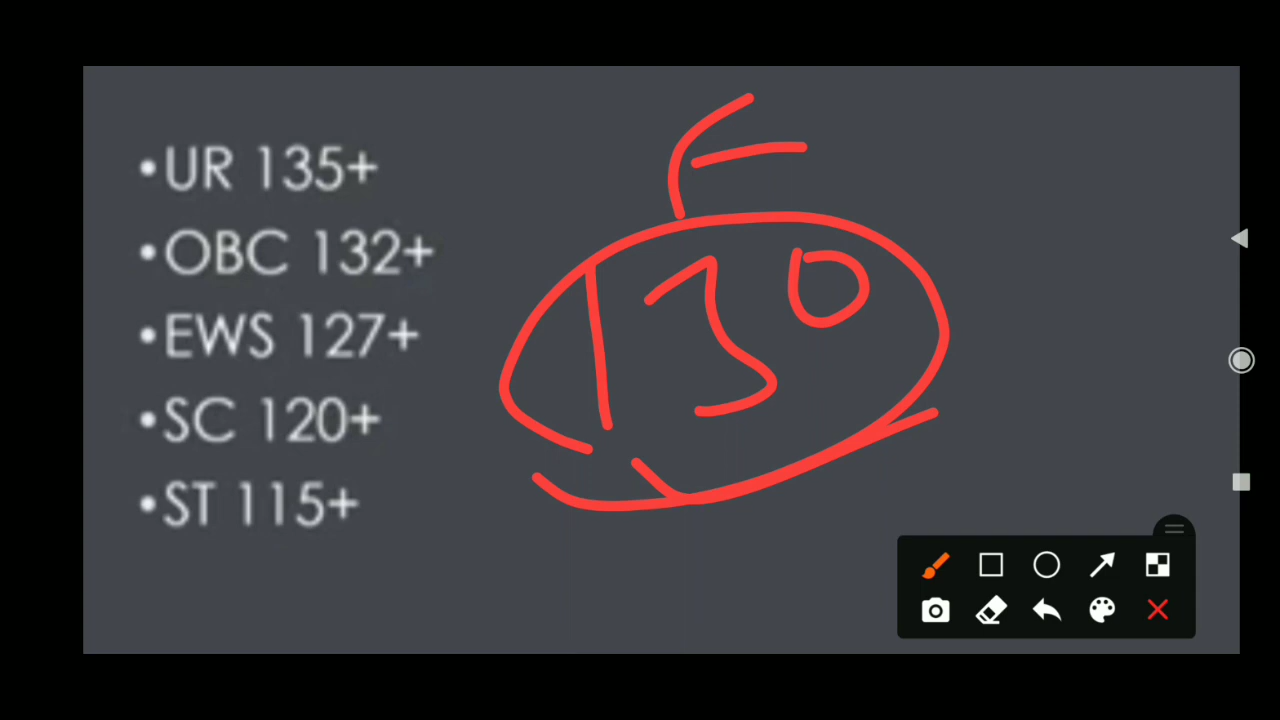 •UR 135+
•OBC 132+
•EWS 127+
•SC 120+
•ST 115+
F
130